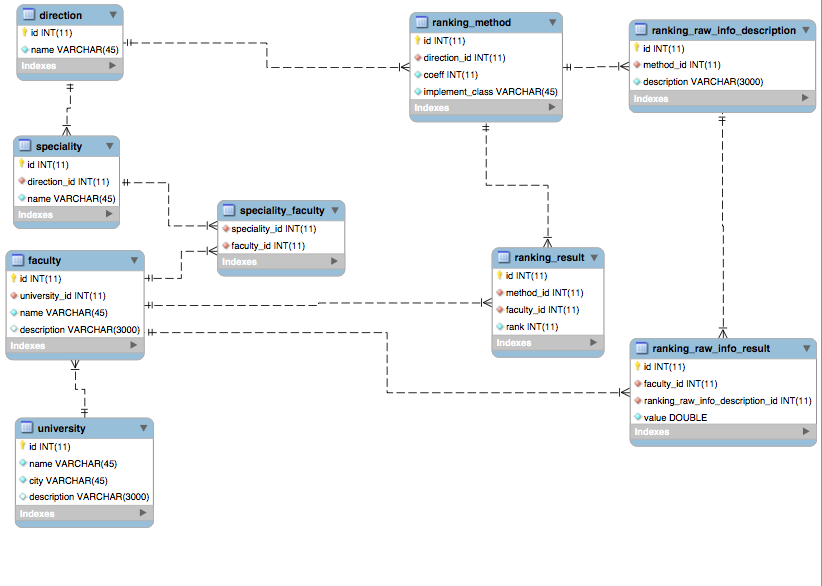 direction
id INT(11)
name VARCHAR(45)
Indexes
speciality
id INT(11)
direction_id INT(11)
name VARCHAR(45)
Indexes
speciality_faculty
speciality_id INT(11)
faculty_id INT(11)
Indexes
faculty
id INT(11)
university_id INT(11)
name VARCHAR(45)
description VARCHAR(3000)
Indexes
university
id INT(11)
name VARCHAR(45)
city VARCHAR(45)
description VARCHAR(3000)
Indexes
ranking_method
id INT(11)
direction_id INT(11)
coeff INT(11)
implement_class VARCHAR(45)
Indexes
ranking_result
id INT(11)
method_id INT(11)
faculty_id INT(11)
rank INT(11)
Indexes
ranking_raw_info_description
id INT(11)
method_id INT(11)
description VARCHAR(3000)
Indexes
ranking_raw_info_result
id INT(11)
faculty_id INT(11)
ranking_raw_info_description_id INT(11)
value DOUBLE
Indexes